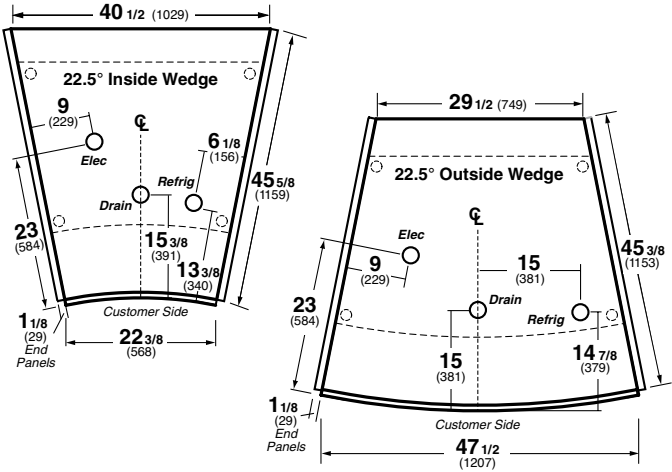 40 1/2 (1029)
22.5° Inside Wedge
9
(229)
Elec
℄
6 1/8
(156)
Refrig
Drain
45 5/8
(1159)
23
(584)
15 3/8
(391)
13 3/8
(340)
Customer Side
1 1/8
(29)
End
Panels
22 3/8
(568)
29 1/2 (749)
22.5° Outside Wedge
℄
Elec
9
(229)
15
(381)
45 3/8
(1153)
23
(584)
Drain
Refrig
15
(381)
14 7/8
(379)
1 1/8
(29)
End
Panels
Customer Side
47 1/2
(1207)